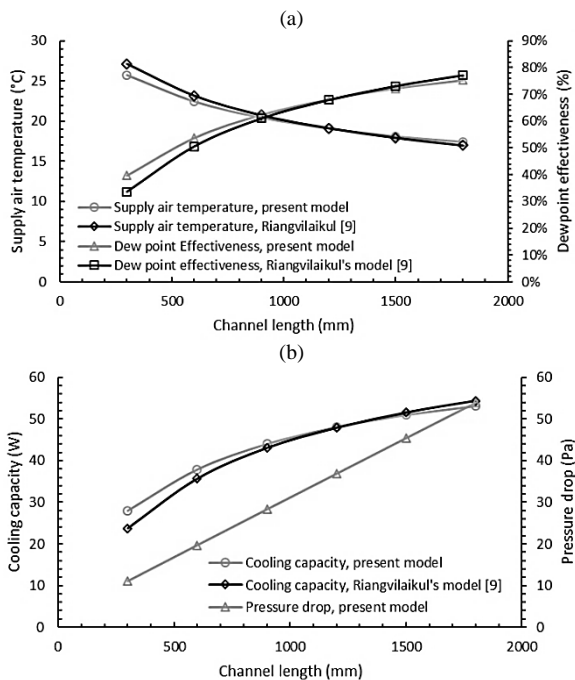 (a)
30
25
20
15
10
5
0
Supply air temperature (°C)
90%
80%
70%
60%
50%
40%
30%
20%
10%
0%
Dewpoint effectiveness (%)
Supply air temperature, present model
Supply air temperature, Riangvilaikul [9]
Dew point Effectiveness, present model
Dew point effectiveness, Riangvilaikul's model [9]
0 500 1000 1500 2000
Channel length (mm)
(b)
60
50
40
30
20
10
0
Cooling capacity (W)
60
50
40
30
20
10
0
Pressure drop (Pa)
Cooling capacity, present model
Cooling capacity, Riangvilaikul's model [9]
Pressure drop, present model
0 500 1000 1500 2000
Channel length (mm)